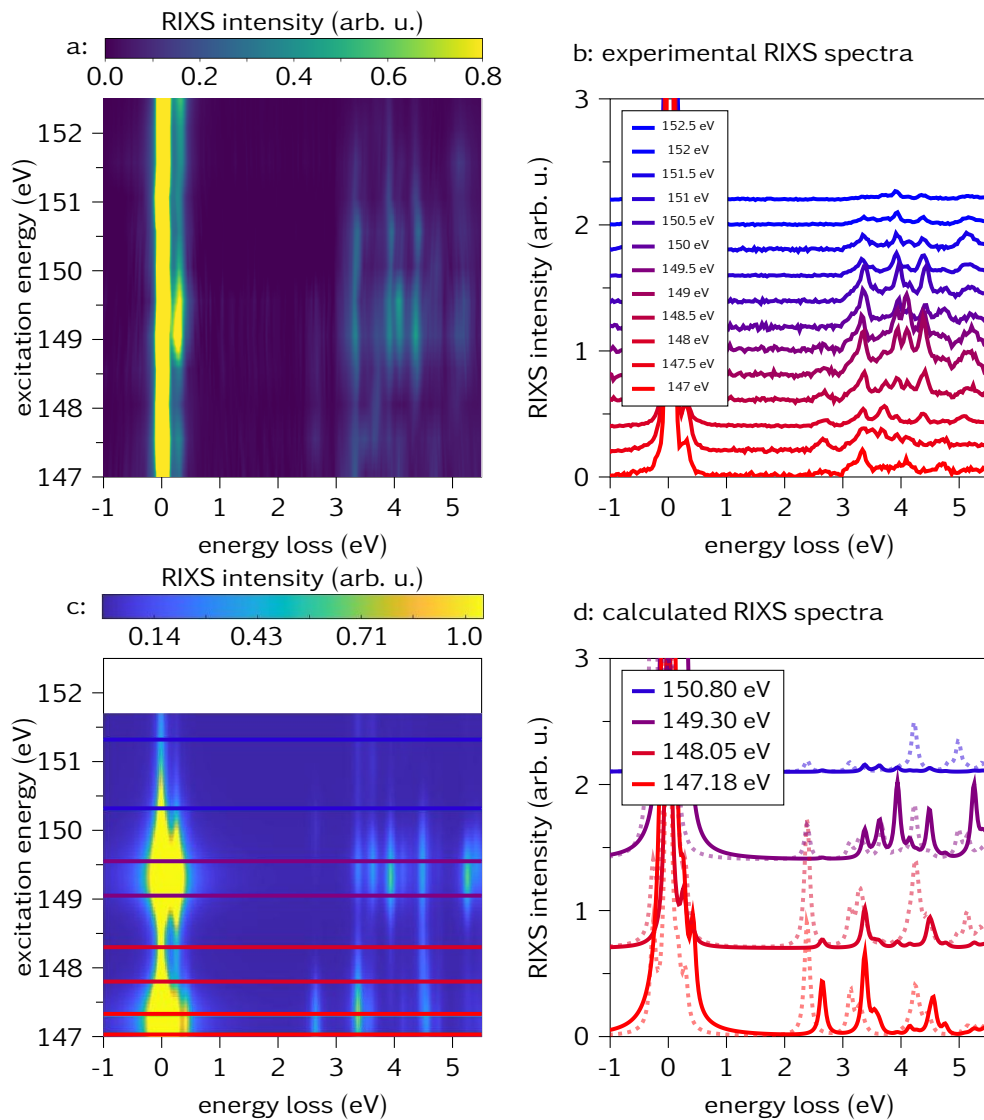 RIXS intensity (arb. u.)
a:
0.0 0.2 0.4 0.6 0.8
excitation energy (eV)
152
151
150
149
148
147
-1 0 1 2 3 4 5
energy loss (eV)
b: experimental RIXS spectra
RIXS intensity (arb. u.)
3
2
1
0
152.5 eV
152 eV
151.5 eV
151 eV
150.5 eV
150 eV
149.5 eV
149 eV
148.5 eV
148 eV
147.5 eV
147 eV
-1 0 1 2 3 4 5
energy loss (eV)
RIXS intensity (arb. u.)
c:
0.14 0.43 0.71 1.0
excitation energy (eV)
152
151
150
149
148
147
-1 0 1 2 3 4 5
energy loss (eV)
d: calculated RIXS spectra
RIXS intensity (arb. u.)
3
2
1
0
150.80 eV
149.30 eV
148.05 eV
147.18 eV
-1 0 1 2 3 4 5
energy loss (eV)